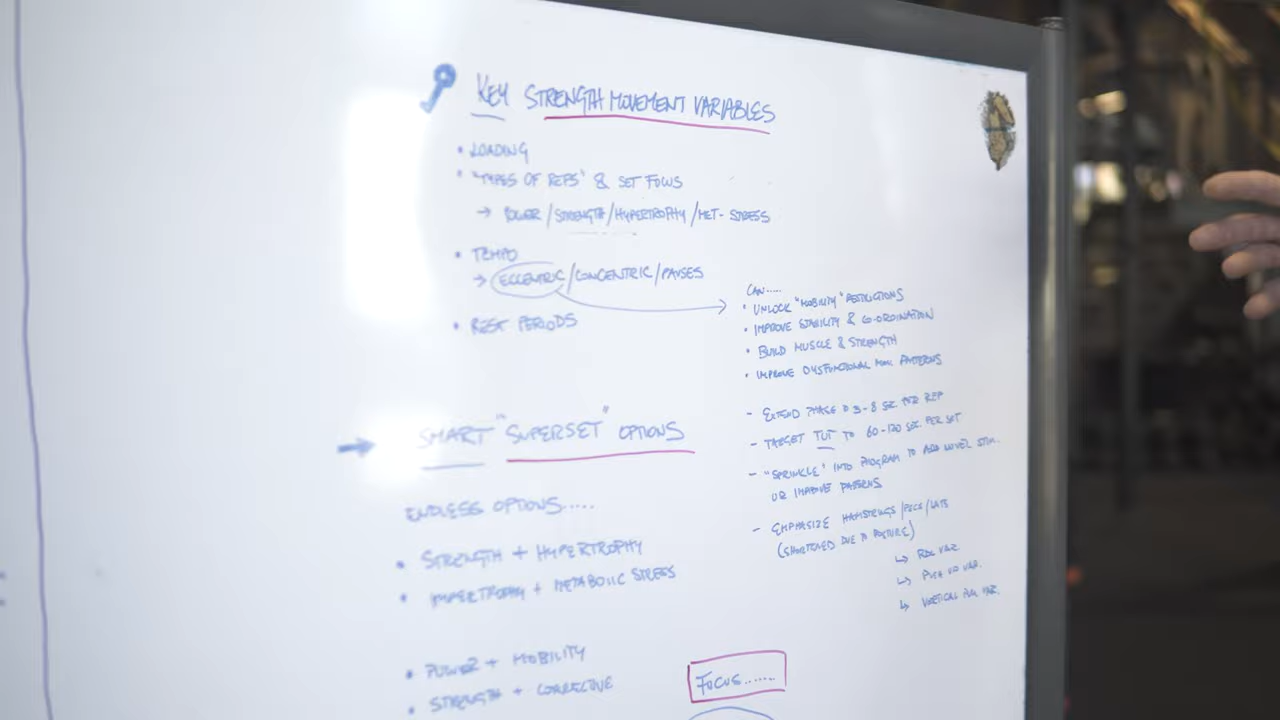 KEY STRENGTH MOVEMENT VARIABLES
• LOADING
• "TYPES OF REPS" & SET FOCUS
→ POWER/STRENGTH/HYPERTROPHY/MET-STRESS
• TEMPO
→ ECCENTRIC/CONCENTRIC/PAUSES
• REST PERIODS
CAN.....
• UNLOCK "MOBILITY" RESTRICTIONS
• IMPROVE STABILITY & CO-ORDINATION
• BUILD MUSCLE & STRENGTH
• IMPROVE DYSFUNCTIONAL PATTERNS
- EXTEND PHASE TO 3-8 SEC PER REP
- TARGET TUT TO 60-120 SEC. PER SET
- "SPRINKLE" INTO PROGRAM TO ADD NOVEL STIM.
OR IMPROVE PATTERNS
- EMPHASIZE HAMSTRINGS/PECS/LATS
(SHORTENED DUE TO POSTURE)
↳ RDL VAR.
↳ PUSH UP VAR.
↳ VERTICAL PULL VAR.
→ SMART "SUPERSET" OPTIONS
ENDLESS OPTIONS.....
• STRENGTH + HYPERTROPHY
• HYPERTROPHY + METABOLIC STRESS
• POWER + MOBILITY
• STRENGTH + CORRECTIVE
FOCUS......